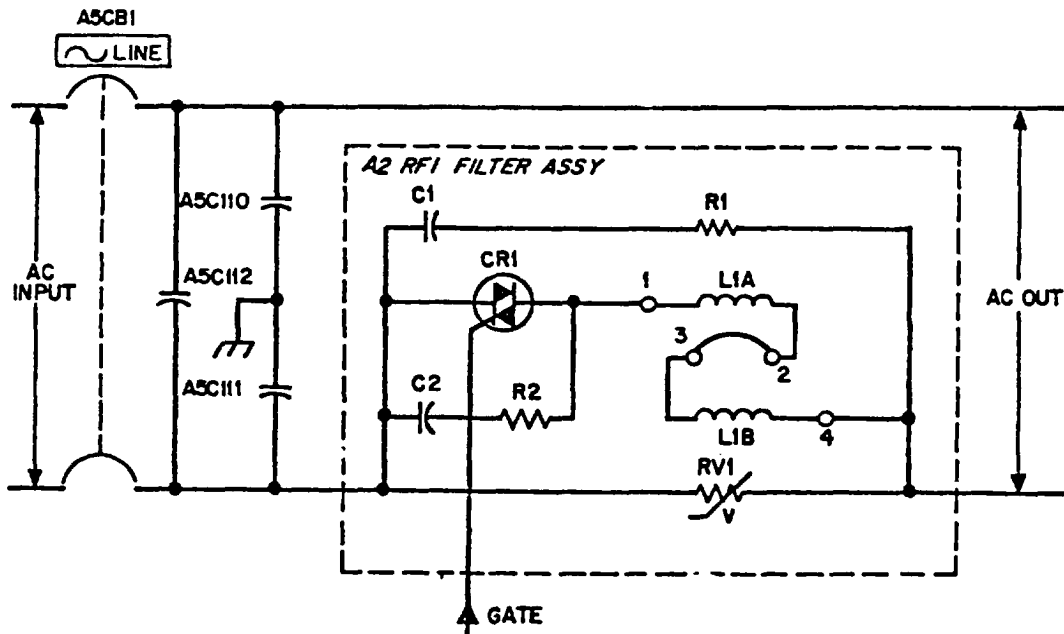 A5CB1
LINE
A5C110
A5C112
A5C111
AC
INPUT
A2 RFI FILTER ASSY
C1
R1
CR1
1
L1A
3
2
C2
R2
L1B
4
RV1
V
AC OUT
GATE